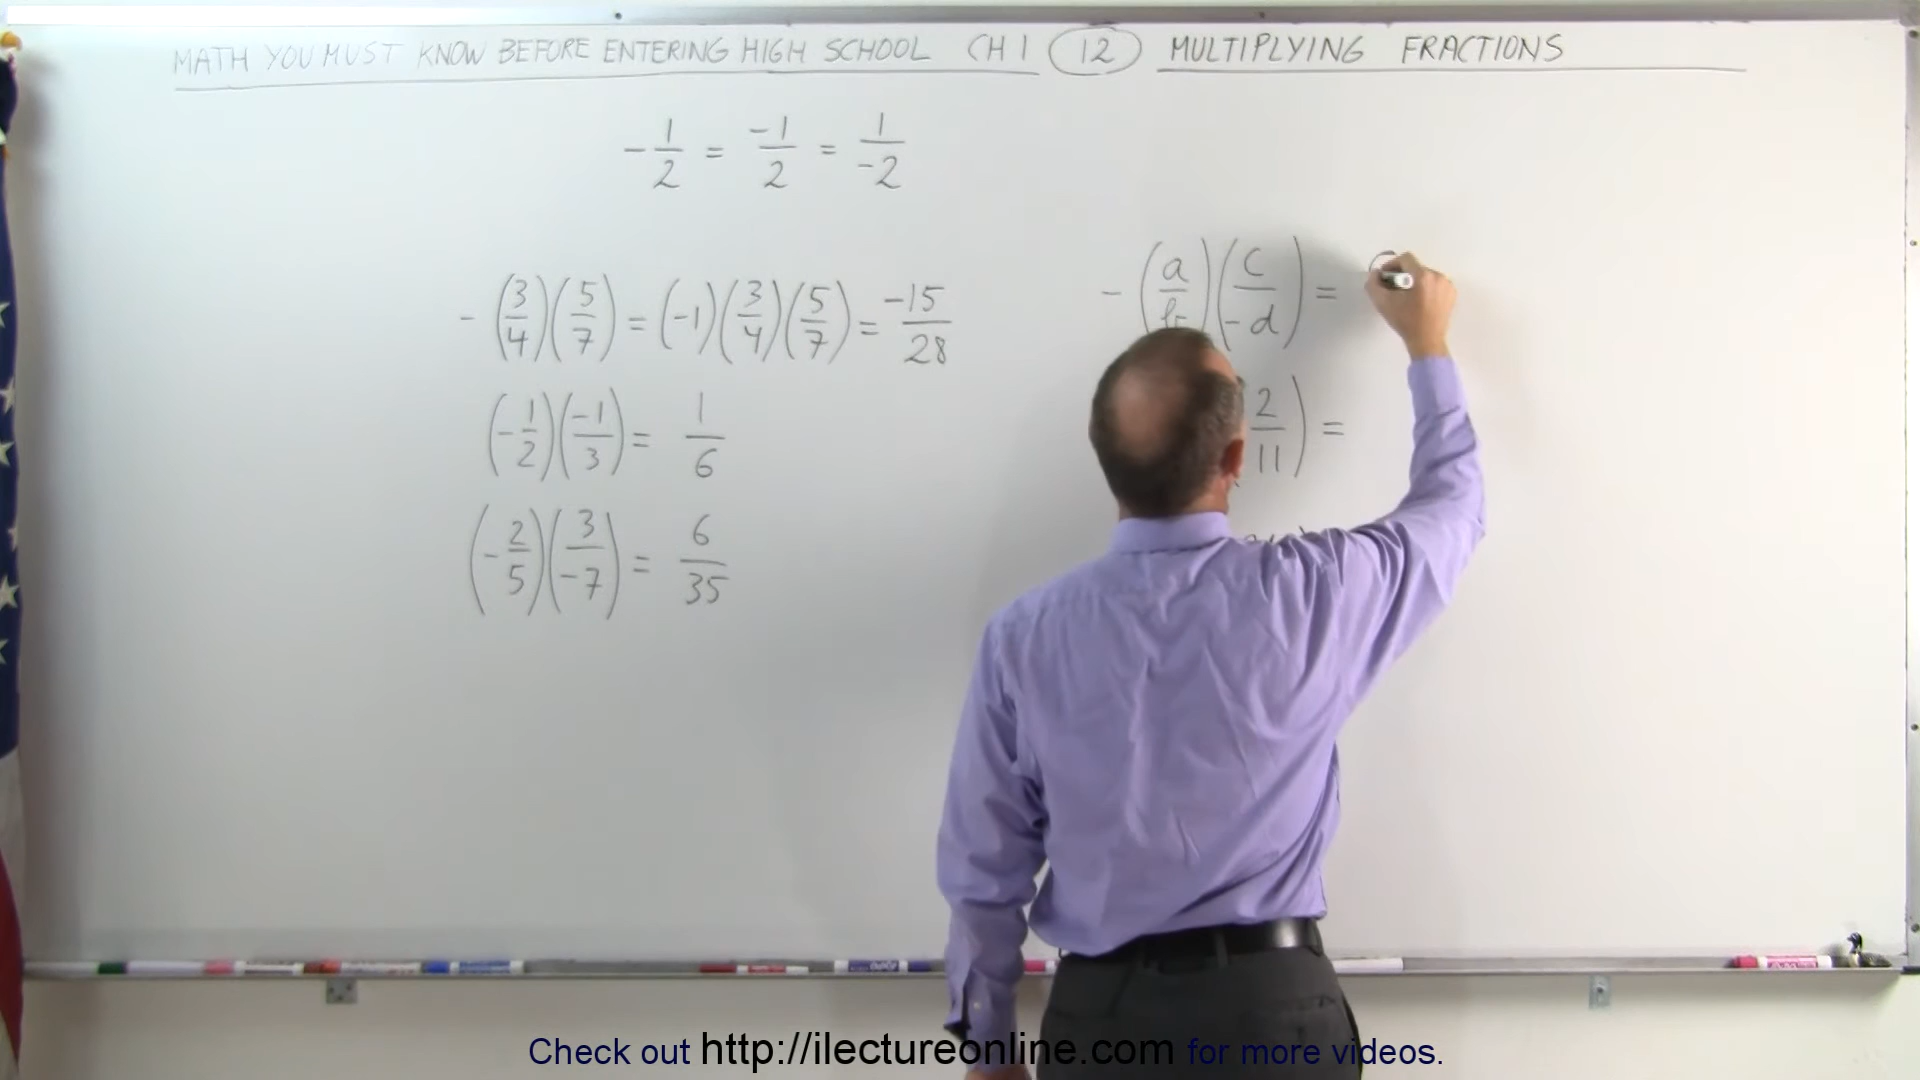 MATH YOU MUST KNOW BEFORE ENTERING HIGH SCHOOL CH 1 12 MULTIPLYING FRACTIONS
-1/2 = -1/2 = 1/-2
-(3/4)(5/7) = (-1)(3/4)(5/7) = -15/28
(-1/2)(-1/3) = 1/6
(-2/5)(3/-7) = 6/35
-(a/b)(c/-d) =
2/11) =
Check out http://ilectureonline.com for more videos.